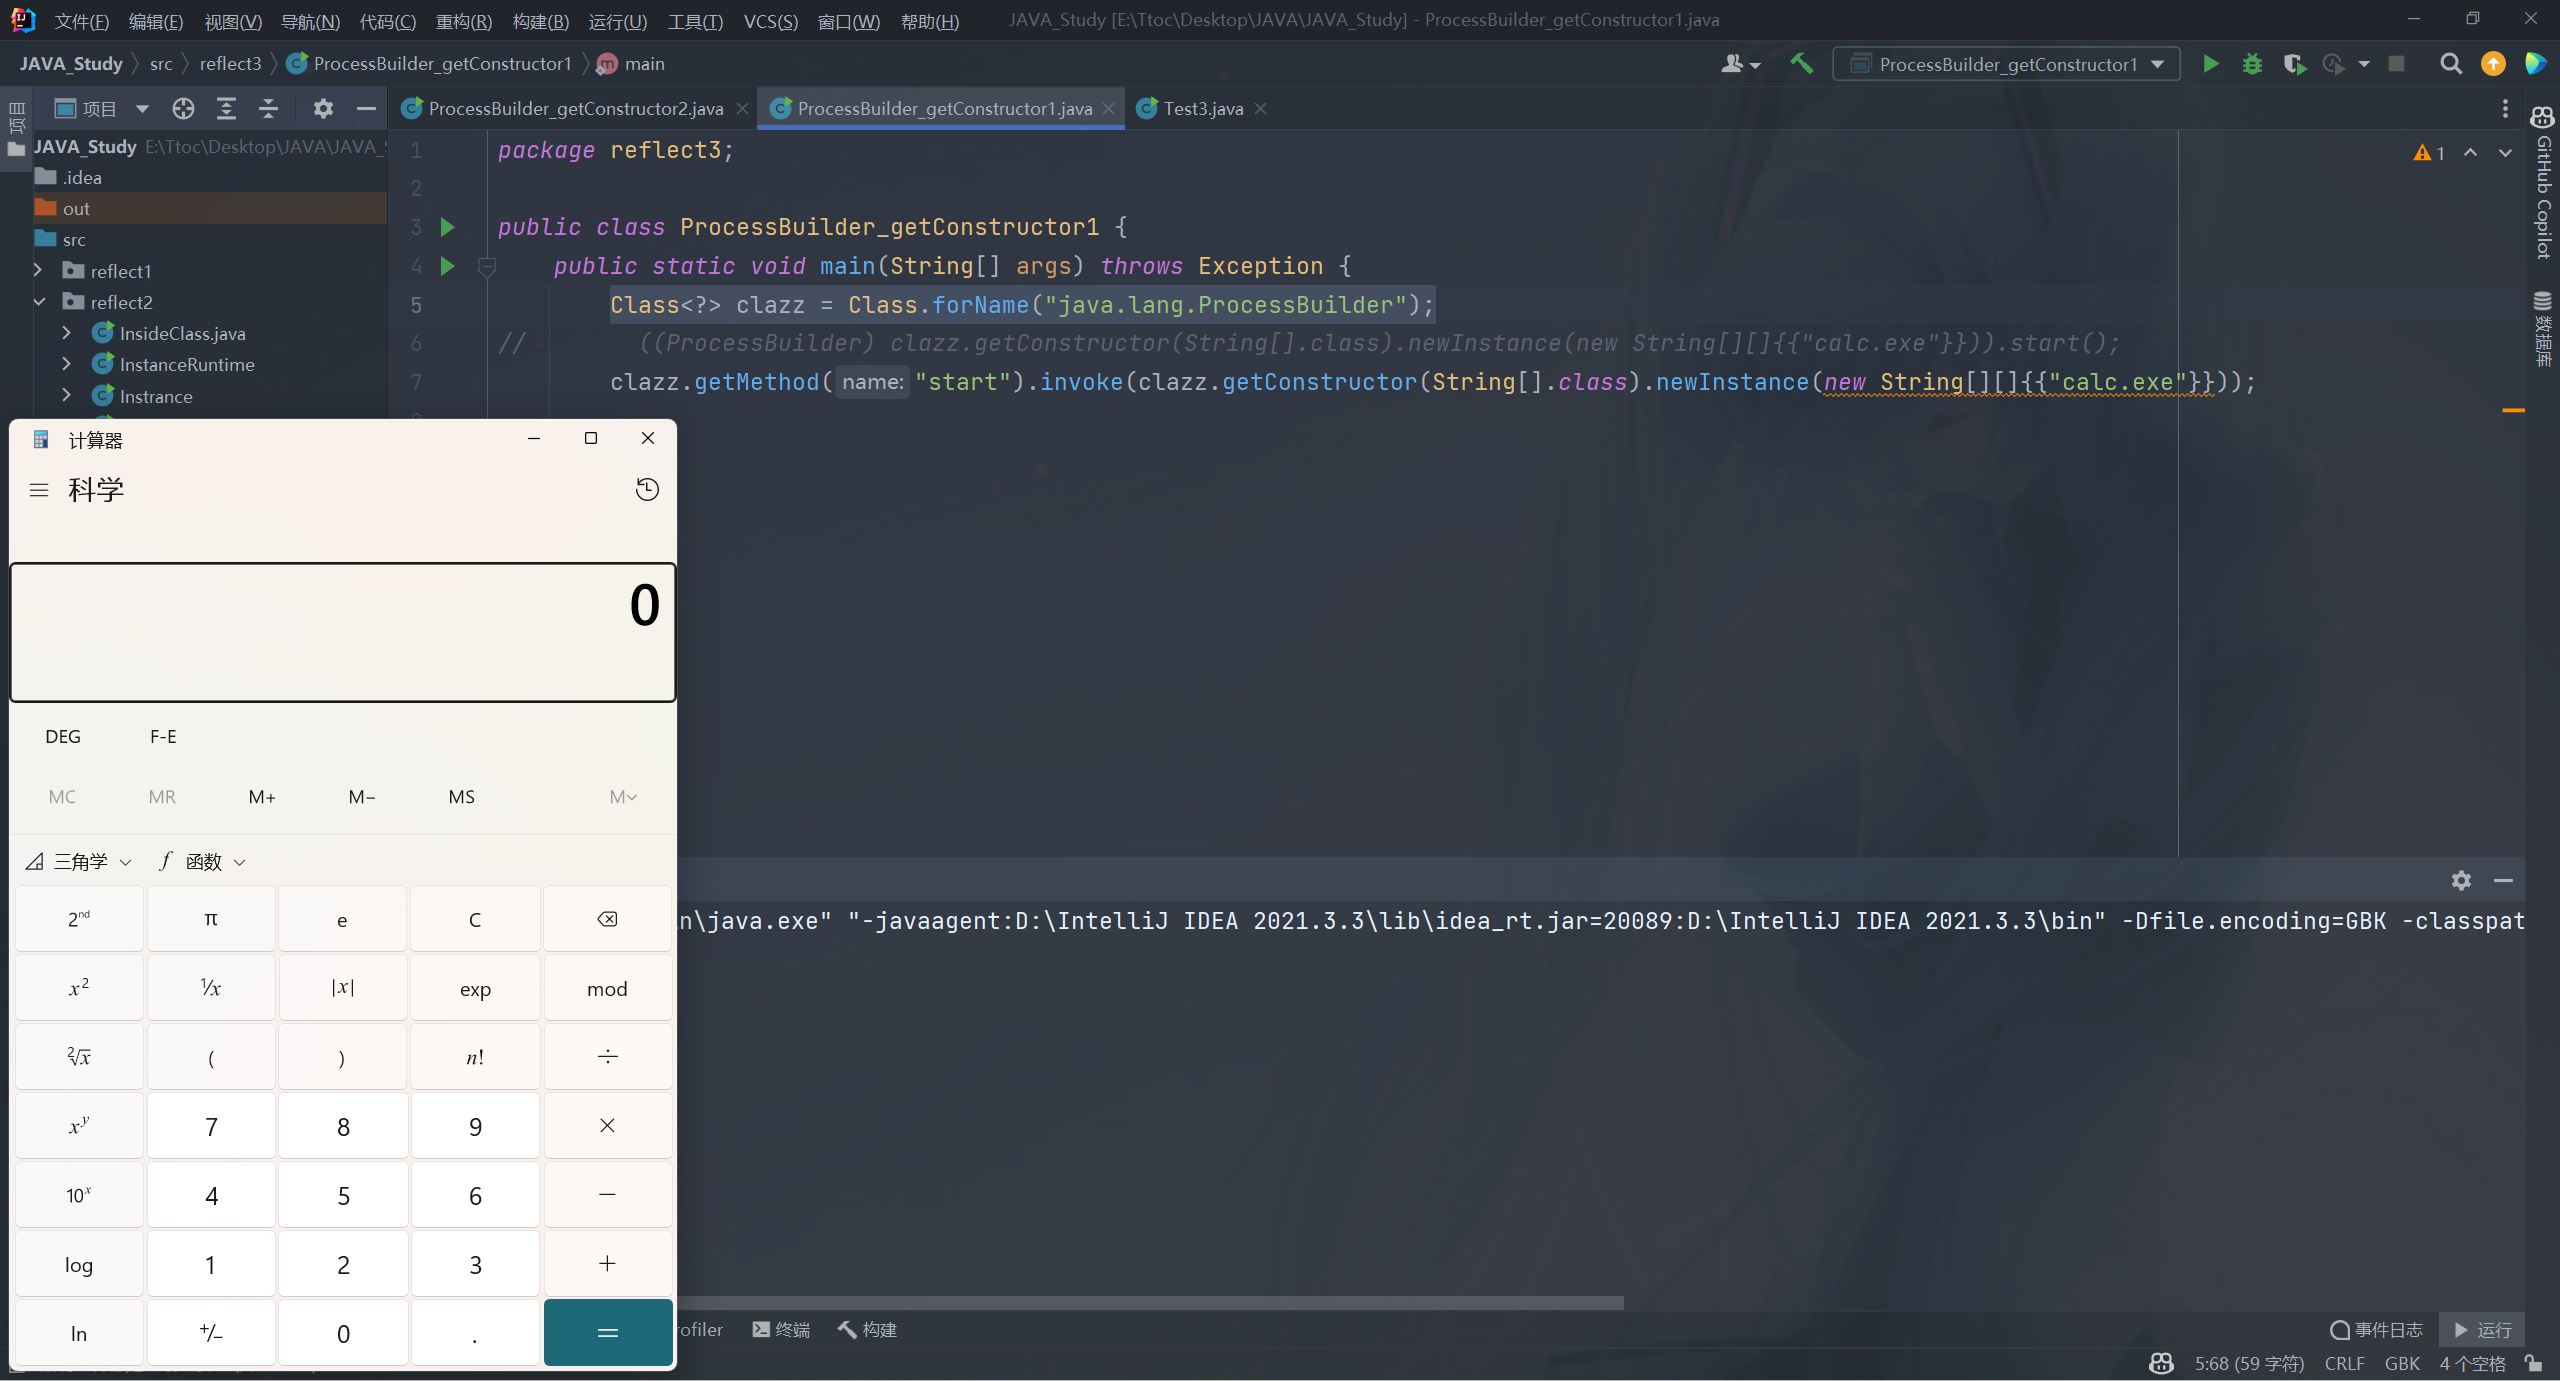 文件(F) 编辑(E) 视图(V) 导航(N) 代码(C) 重构(R) 构建(B) 运行(U) 工具(T) VCS(S) 窗口(W) 帮助(H) JAVA_Study [E:\Ttoc\Desktop\JAVA\JAVA_Study] - ProcessBuilder_getConstructor1.java
JAVA_Study src reflect3 ProcessBuilder_getConstructor1 main
ProcessBuilder_getConstructor1
项目
项目
ProcessBuilder_getConstructor2.java ProcessBuilder_getConstructor1.java Test3.java
JAVA_Study E:\Ttoc\Desktop\JAVA\JAVA_S
.idea
out
src
reflect1
reflect2
InsideClass.java
InstanceRuntime
Instrance
1 package reflect3;
2
3 public class ProcessBuilder_getConstructor1 {
4 public static void main(String[] args) throws Exception {
5 Class<?> clazz = Class.forName("java.lang.ProcessBuilder");
6 // ((ProcessBuilder) clazz.getConstructor(String[].class).newInstance(new String[][]{{"calc.exe"}})).start();
7 clazz.getMethod( name: "start").invoke(clazz.getConstructor(String[].class).newInstance(new String[][]{{"calc.exe"}}));
1
GitHub Copilot
数据库
计算器
科学
0
DEG F-E
MC MR M+ M− MS M
三角学 f 函数
2nd π e C
x2 1/x |x| exp mod
2√x ( ) n! ÷
xy 7 8 9 ×
10x 4 5 6 −
log 1 2 3 +
ln +/− 0 . =
n\java.exe" "-javaagent:D:\IntelliJ IDEA 2021.3.3\lib\idea_rt.jar=20089:D:\IntelliJ IDEA 2021.3.3\bin" -Dfile.encoding=GBK -classpat
rofiler 终端 构建
事件日志 运行
5:68 (59 字符) CRLF GBK 4 个空格